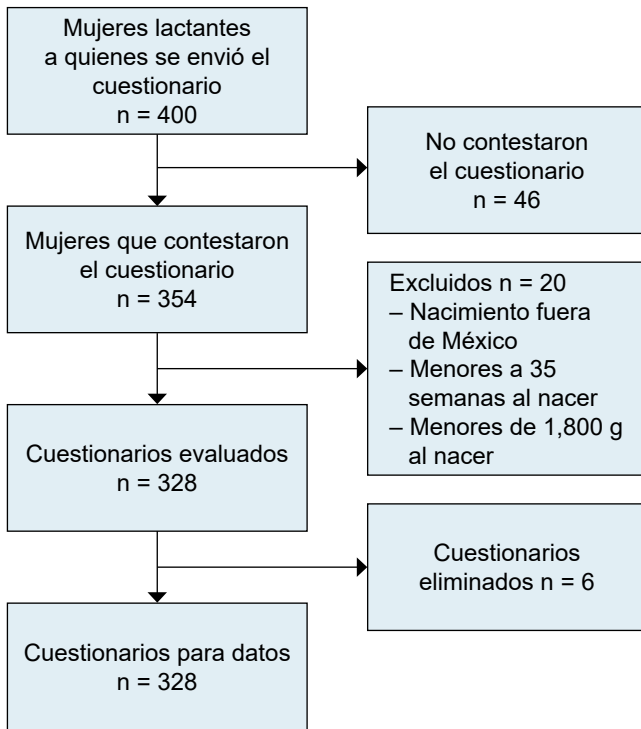 Mujeres lactantes
a quienes se envió el
cuestionario
n = 400
No contestaron
el cuestionario
n = 46
Mujeres que contestaron
el cuestionario
n = 354
Excluidos n = 20
– Nacimiento fuera
de México
– Menores a 35
semanas al nacer
– Menores de 1,800 g
al nacer
Cuestionarios evaluados
n = 328
Cuestionarios
eliminados n = 6
Cuestionarios para datos
n = 328